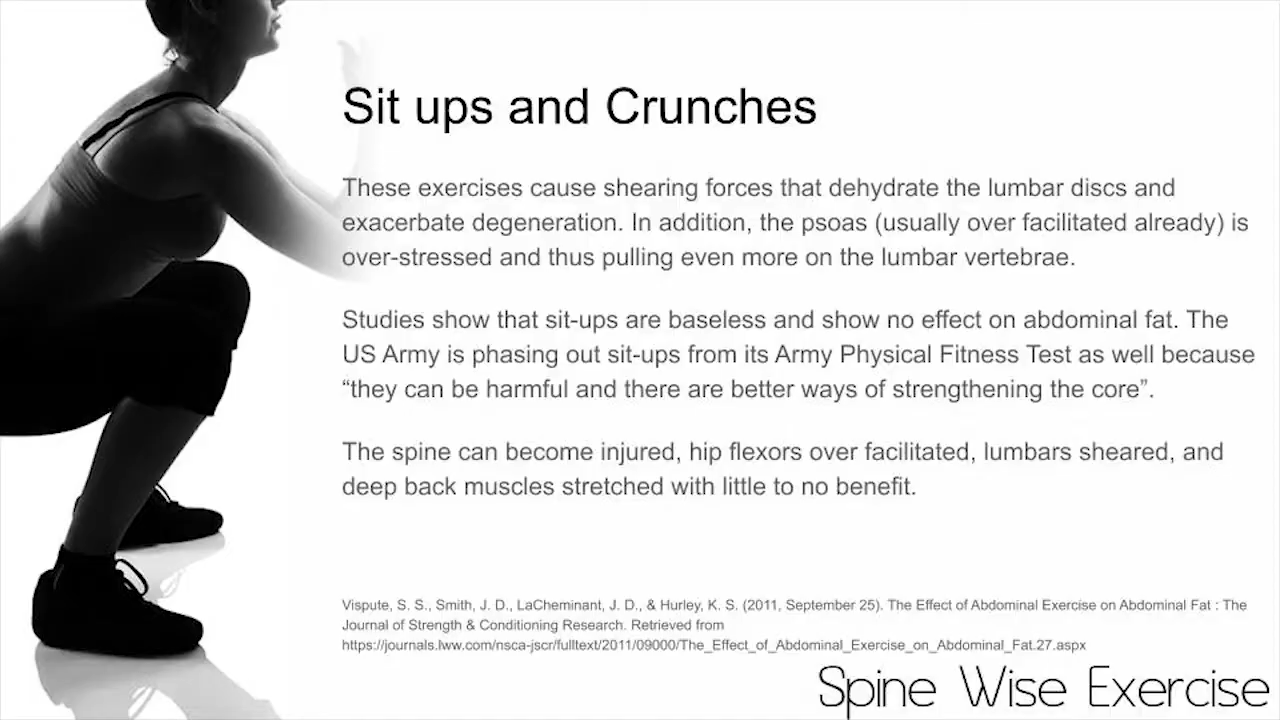 Sit ups and Crunches
These exercises cause shearing forces that dehydrate the lumbar discs and
exacerbate degeneration. In addition, the psoas (usually over facilitated already) is
over-stressed and thus pulling even more on the lumbar vertebrae.
Studies show that sit-ups are baseless and show no effect on abdominal fat. The
US Army is phasing out sit-ups from its Army Physical Fitness Test as well because
“they can be harmful and there are better ways of strengthening the core”.
The spine can become injured, hip flexors over facilitated, lumbars sheared, and
deep back muscles stretched with little to no benefit.
Vispute, S. S., Smith, J. D., LaCheminant, J. D., & Hurley, K. S. (2011, September 25). The Effect of Abdominal Exercise on Abdominal Fat : The
Journal of Strength & Conditioning Research. Retrieved from
https://journals.lww.com/nsca-jscr/fulltext/2011/09000/The_Effect_of_Abdominal_Exercise_on_Abdominal_Fat.27.aspx
Spine Wise Exercise